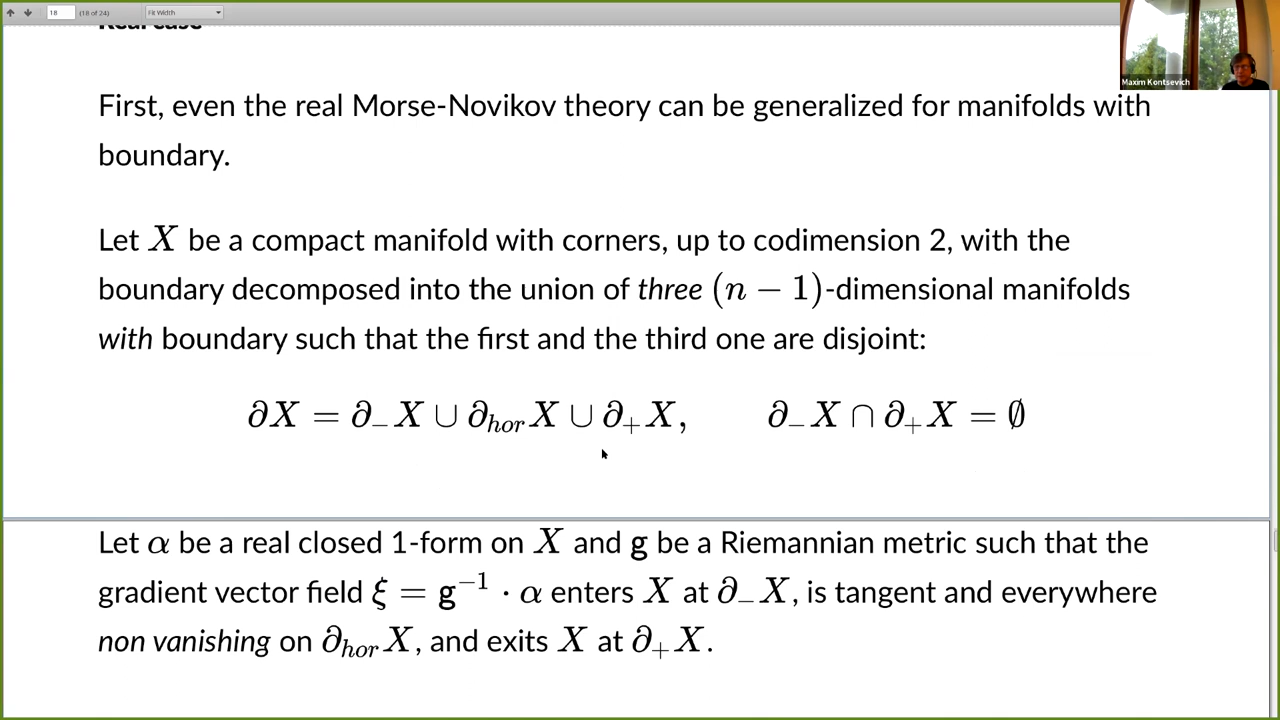 18 (18 of 24) Fit Width
Maxim Kontsevich
Real case
First, even the real Morse-Novikov theory can be generalized for manifolds with
boundary.
Let X be a compact manifold with corners, up to codimension 2, with the
boundary decomposed into the union of three (n − 1)-dimensional manifolds
with boundary such that the first and the third one are disjoint:
∂X = ∂₋X ∪ ∂ₕₒᵣX ∪ ∂₊X, ∂₋X ∩ ∂₊X = ∅
Let α be a real closed 1-form on X and g be a Riemannian metric such that the
gradient vector field ξ = g⁻¹ · α enters X at ∂₋X, is tangent and everywhere
non vanishing on ∂ₕₒᵣX, and exits X at ∂₊X.